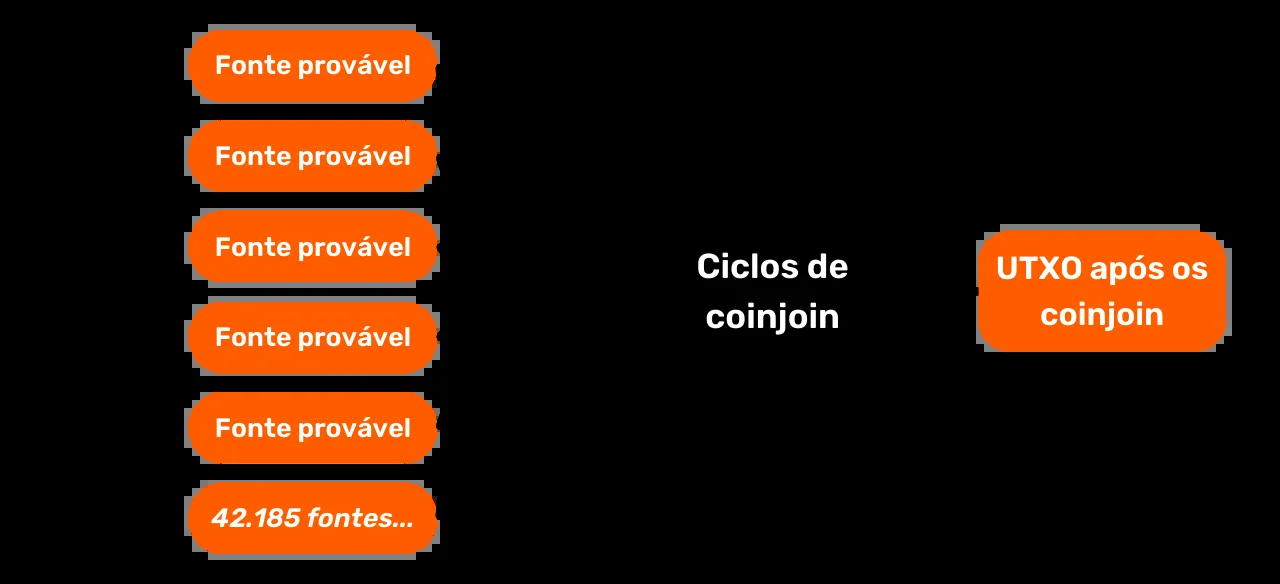 Fonte provável
Fonte provável
Fonte provável
Fonte provável
Fonte provável
42.185 fontes...
Ciclos de
coinjoin
UTXO após os
coinjoin